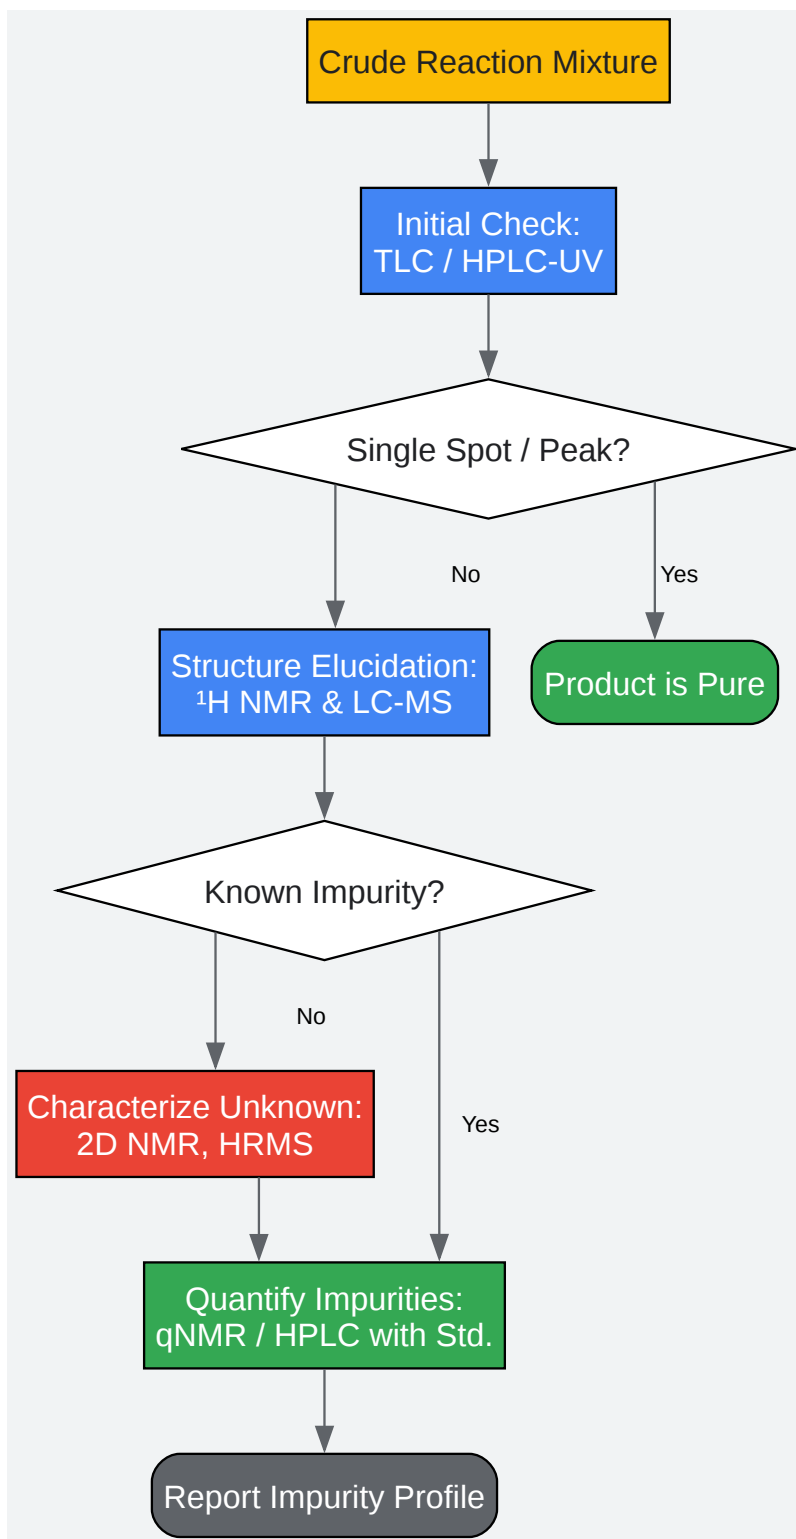 Crude Reaction Mixture
Initial Check:
TLC / HPLC-UV
Single Spot / Peak?
No
Yes
Structure Elucidation:
¹H NMR & LC-MS
Product is Pure
Known Impurity?
No
Characterize Unknown:
2D NMR, HRMS
Yes
Quantify Impurities:
qNMR / HPLC with Std.
Report Impurity Profile